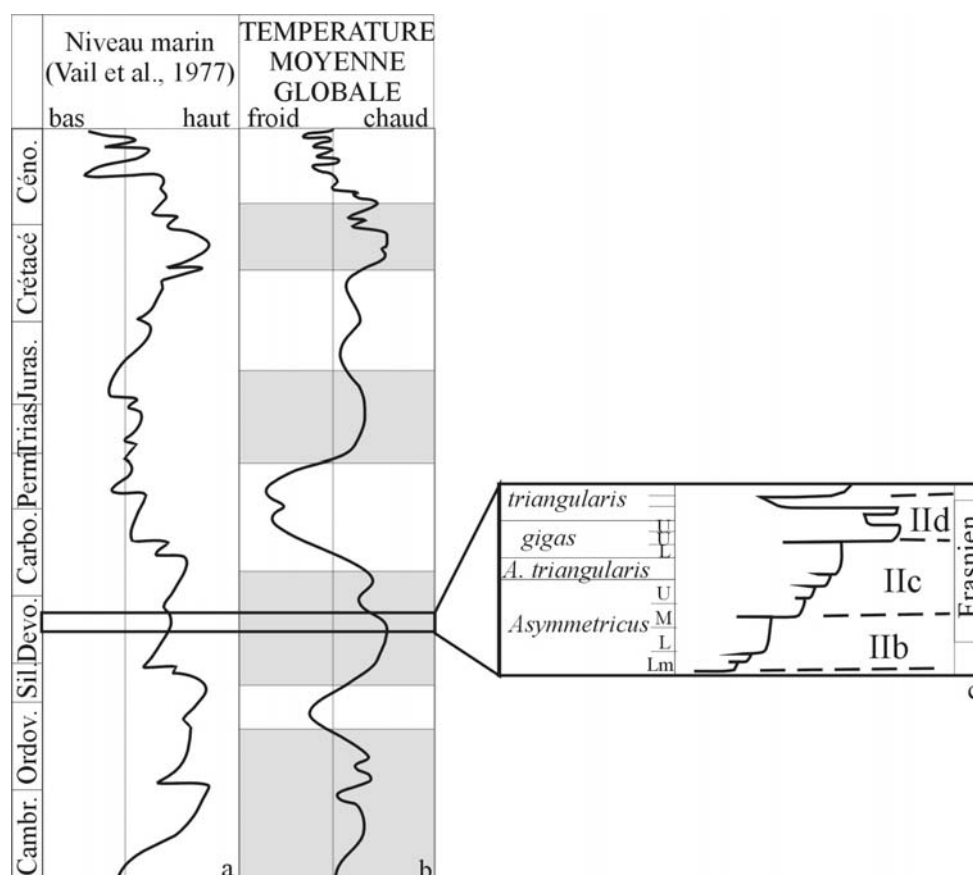 Niveau marin
(Vail et al., 1977)
bas haut
TEMPERATURE
MOYENNE
GLOBALE
froid chaud
Céno.
Crétacé
Juras.
Trias
Perm
Carbo.
Devo.
Sil.
Ordov.
Cambr.
a
b
triangularis
gigas
U
U
L
A. triangularis
Asymmetricus
U
M
L
Lm
IId
IIc
IIb
Frasnien
c